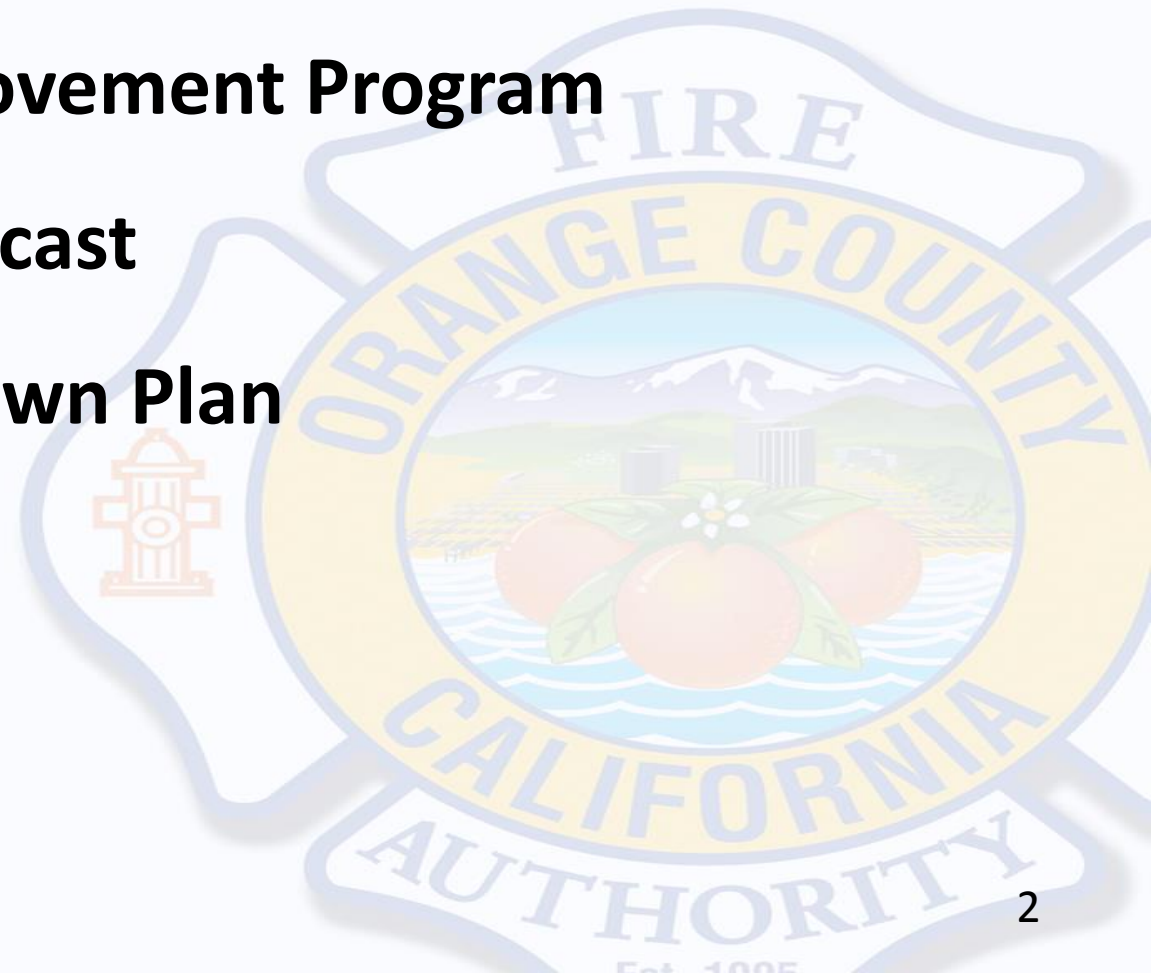 ovement Program
cast
wn Plan
FIRE
ORANGE COUNTY
CALIFORNIA
AUTHORITY
2